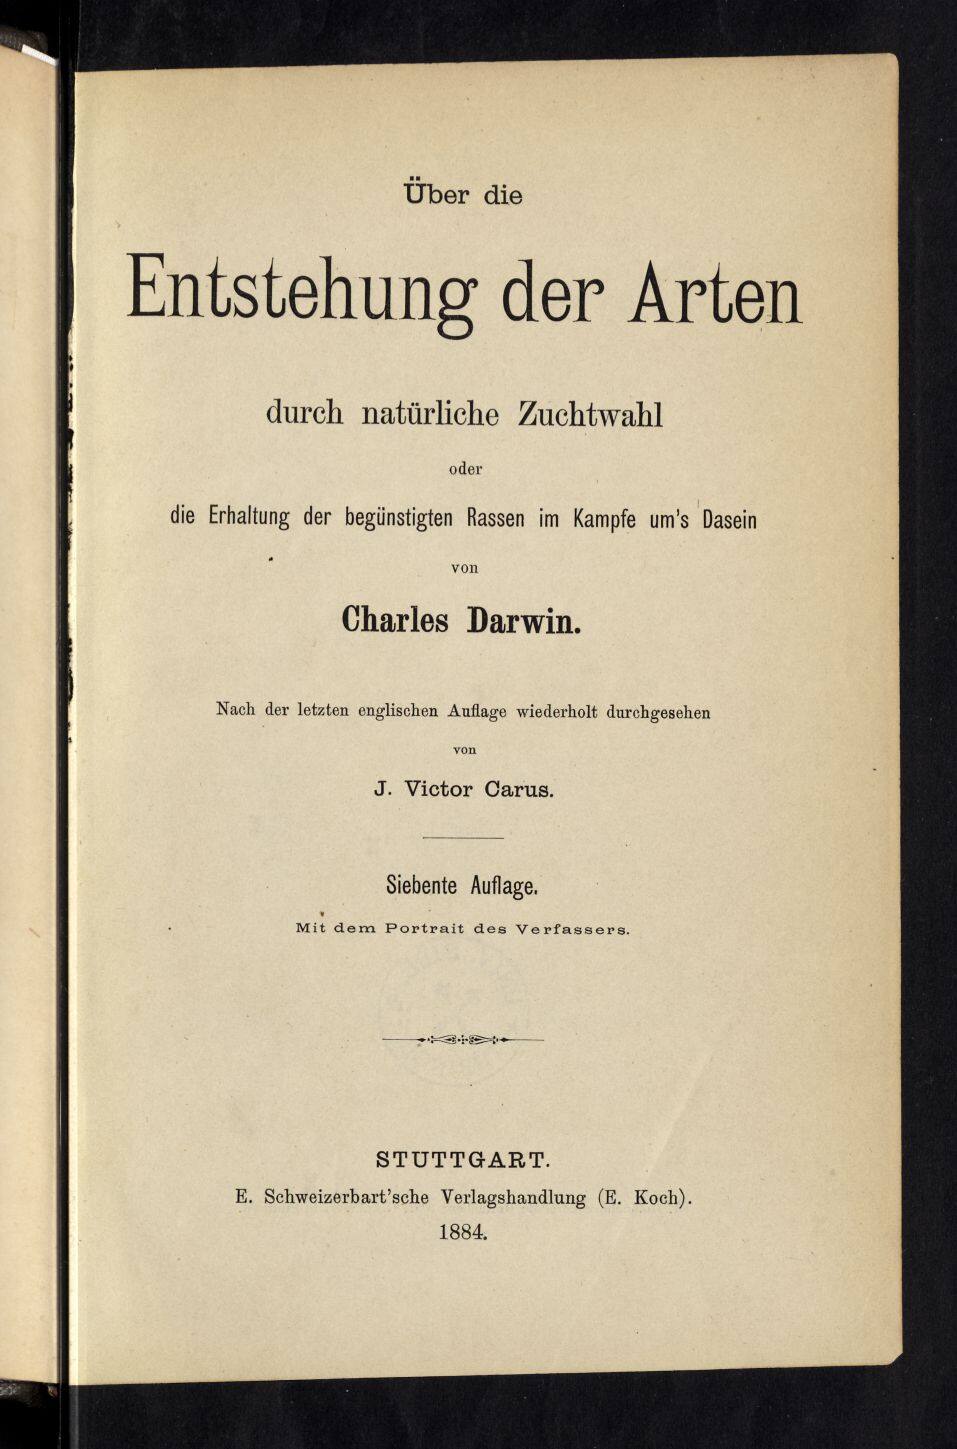 Über die
Entstehung der Arten
durch natürliche Zuchtwahl
oder
die Erhaltung der begünstigten Rassen im Kampfe um's Dasein
von
Charles Darwin.
Nach der letzten englischen Auflage wiederholt durchgesehen
von
J. Victor Carus.
Siebente Auflage.
Mit dem Portrait des Verfassers.
STUTTGART.
E. Schweizerbart'sche Verlagshandlung (E. Koch).
1884.